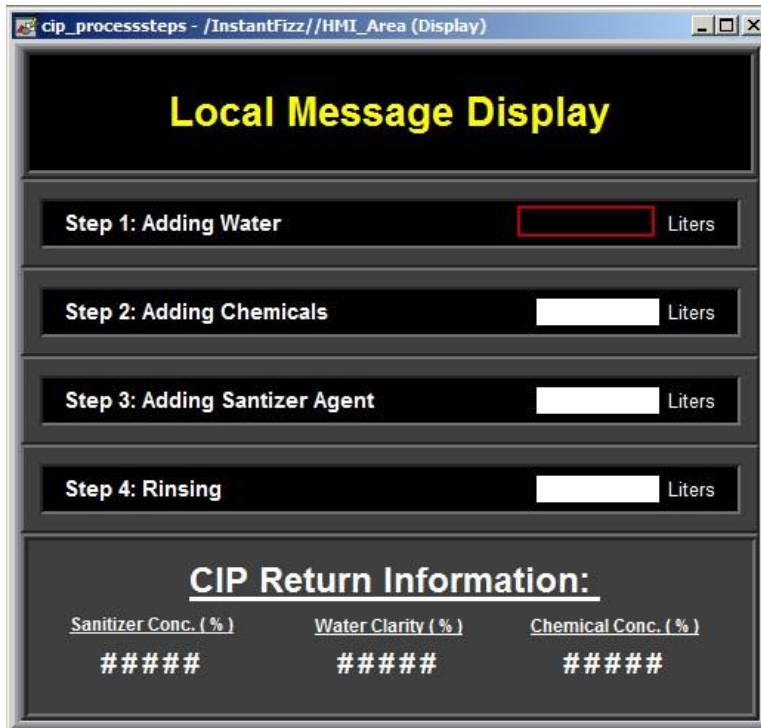 cip_processsteps - /InstantFizz//HMI_Area (Display)
Local Message Display
Step 1: Adding Water Liters
Step 2: Adding Chemicals Liters
Step 3: Adding Santizer Agent Liters
Step 4: Rinsing Liters
CIP Return Information:
Sanitizer Conc. ( % ) Water Clarity ( % ) Chemical Conc. ( % )
##### ##### #####